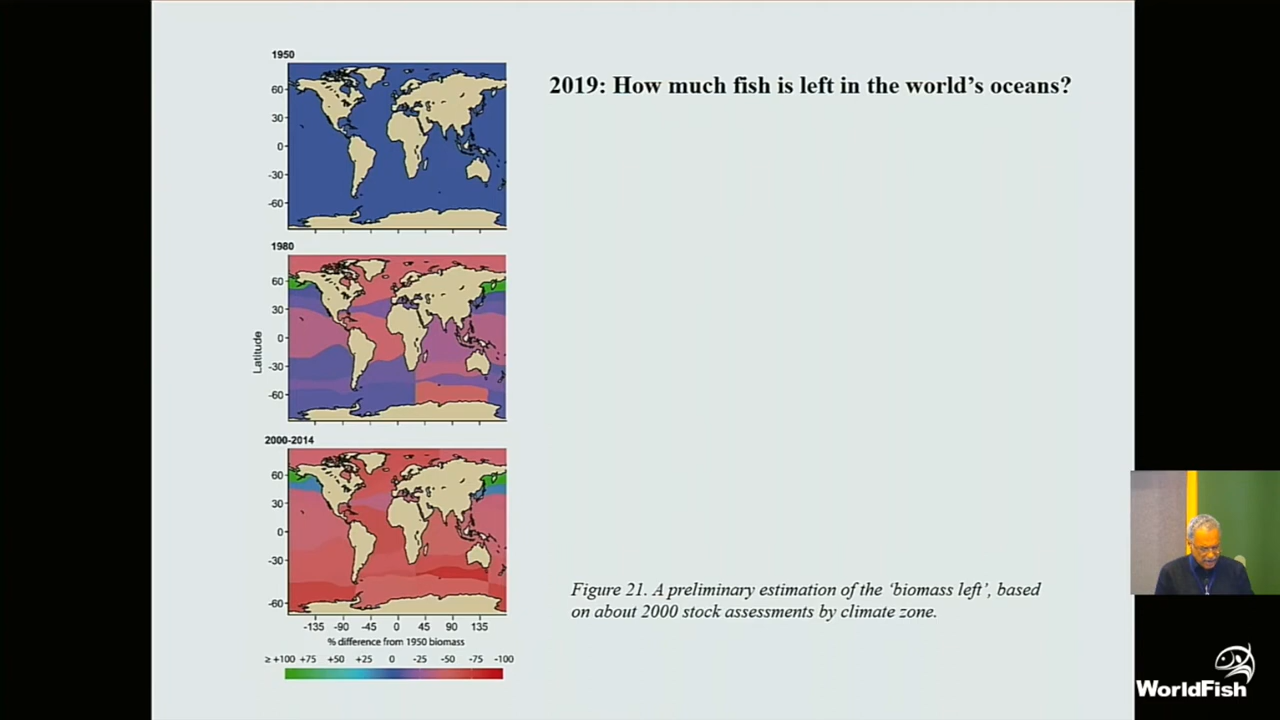 1950
2019: How much fish is left in the world's oceans?
60
30
0
-30
-60
1980
60
30
0
-30
-60
Latitude
2000-2014
60
30
0
-30
-60
-135 -90 -45 0 45 90 135
% difference from 1950 biomass
≥ +100 +75 +50 +25 0 -25 -50 -75 -100
Figure 21. A preliminary estimation of the 'biomass left', based
on about 2000 stock assessments by climate zone.
WorldFish